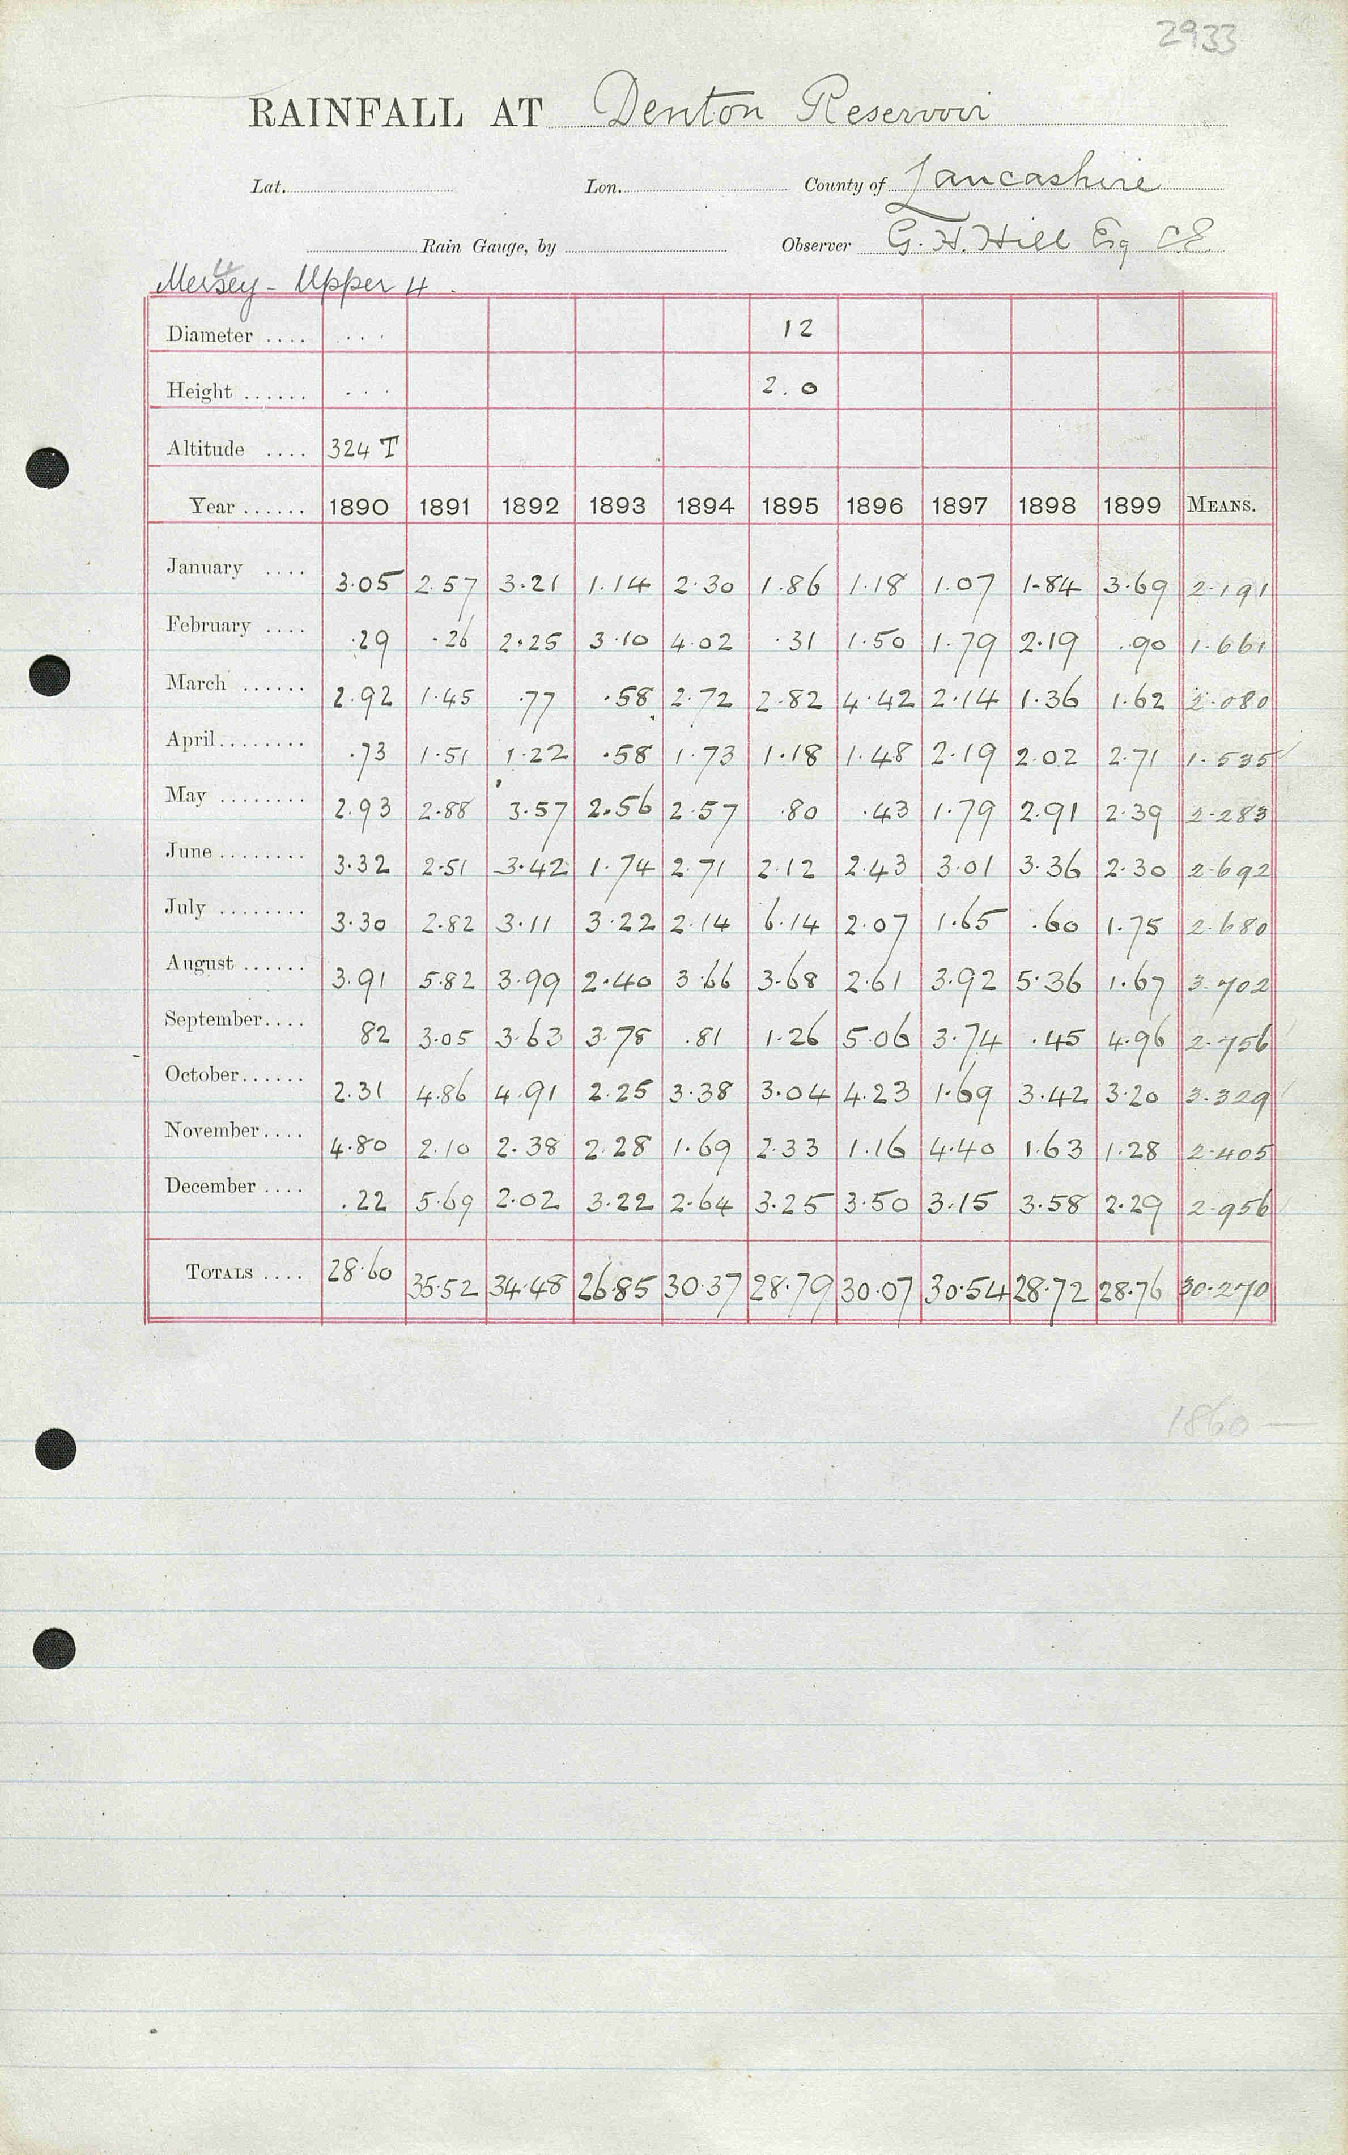 2933
RAINFALL AT Denton Reservoir
Lat. Lon. County of Lancashire
Rain Gauge, by Observer G. H. Hill Esq CE
Mersey - Upper 4.
Diameter .... ... 12
Height ...... ... 2.0
Altitude .... 324 T
Year ...... 1890 1891 1892 1893 1894 1895 1896 1897 1898 1899 MEANS.
January .... 3.05 2.57 3.21 1.14 2.30 1.86 1.18 1.07 1.84 3.69 2.191
February .... .29 .26 2.25 3.10 4.02 .31 1.50 1.79 2.19 .90 1.661
March ...... 2.92 1.45 .77 .58 2.72 2.82 4.42 2.14 1.36 1.62 2.080
April........ .73 1.51 1.22 .58 1.73 1.18 1.48 2.19 2.02 2.71 1.535
May ........ 2.93 2.88 3.57 2.56 2.57 .80 .43 1.79 2.91 2.39 2.283
June ........ 3.32 2.51 3.42 1.74 2.71 2.12 2.43 3.01 3.36 2.30 2.692
July ........ 3.30 2.82 3.11 3.22 2.14 6.14 2.07 1.65 .60 1.75 2.680
August ...... 3.91 5.82 3.99 2.40 3.66 3.68 2.61 3.92 5.36 1.67 3.702
September.... 82 3.05 3.63 3.78 .81 1.26 5.06 3.74 .45 4.96 2.756
October...... 2.31 4.86 4.91 2.25 3.38 3.04 4.23 1.69 3.42 3.20 3.329
November.... 4.80 2.10 2.38 2.28 1.69 2.33 1.16 4.40 1.63 1.28 2.405
December .... .22 5.69 2.02 3.22 2.64 3.25 3.50 3.15 3.58 2.29 2.956
TOTALS .... 28.60 35.52 34.48 26.85 30.37 28.79 30.07 30.54 28.72 28.76 30.270
1860 —